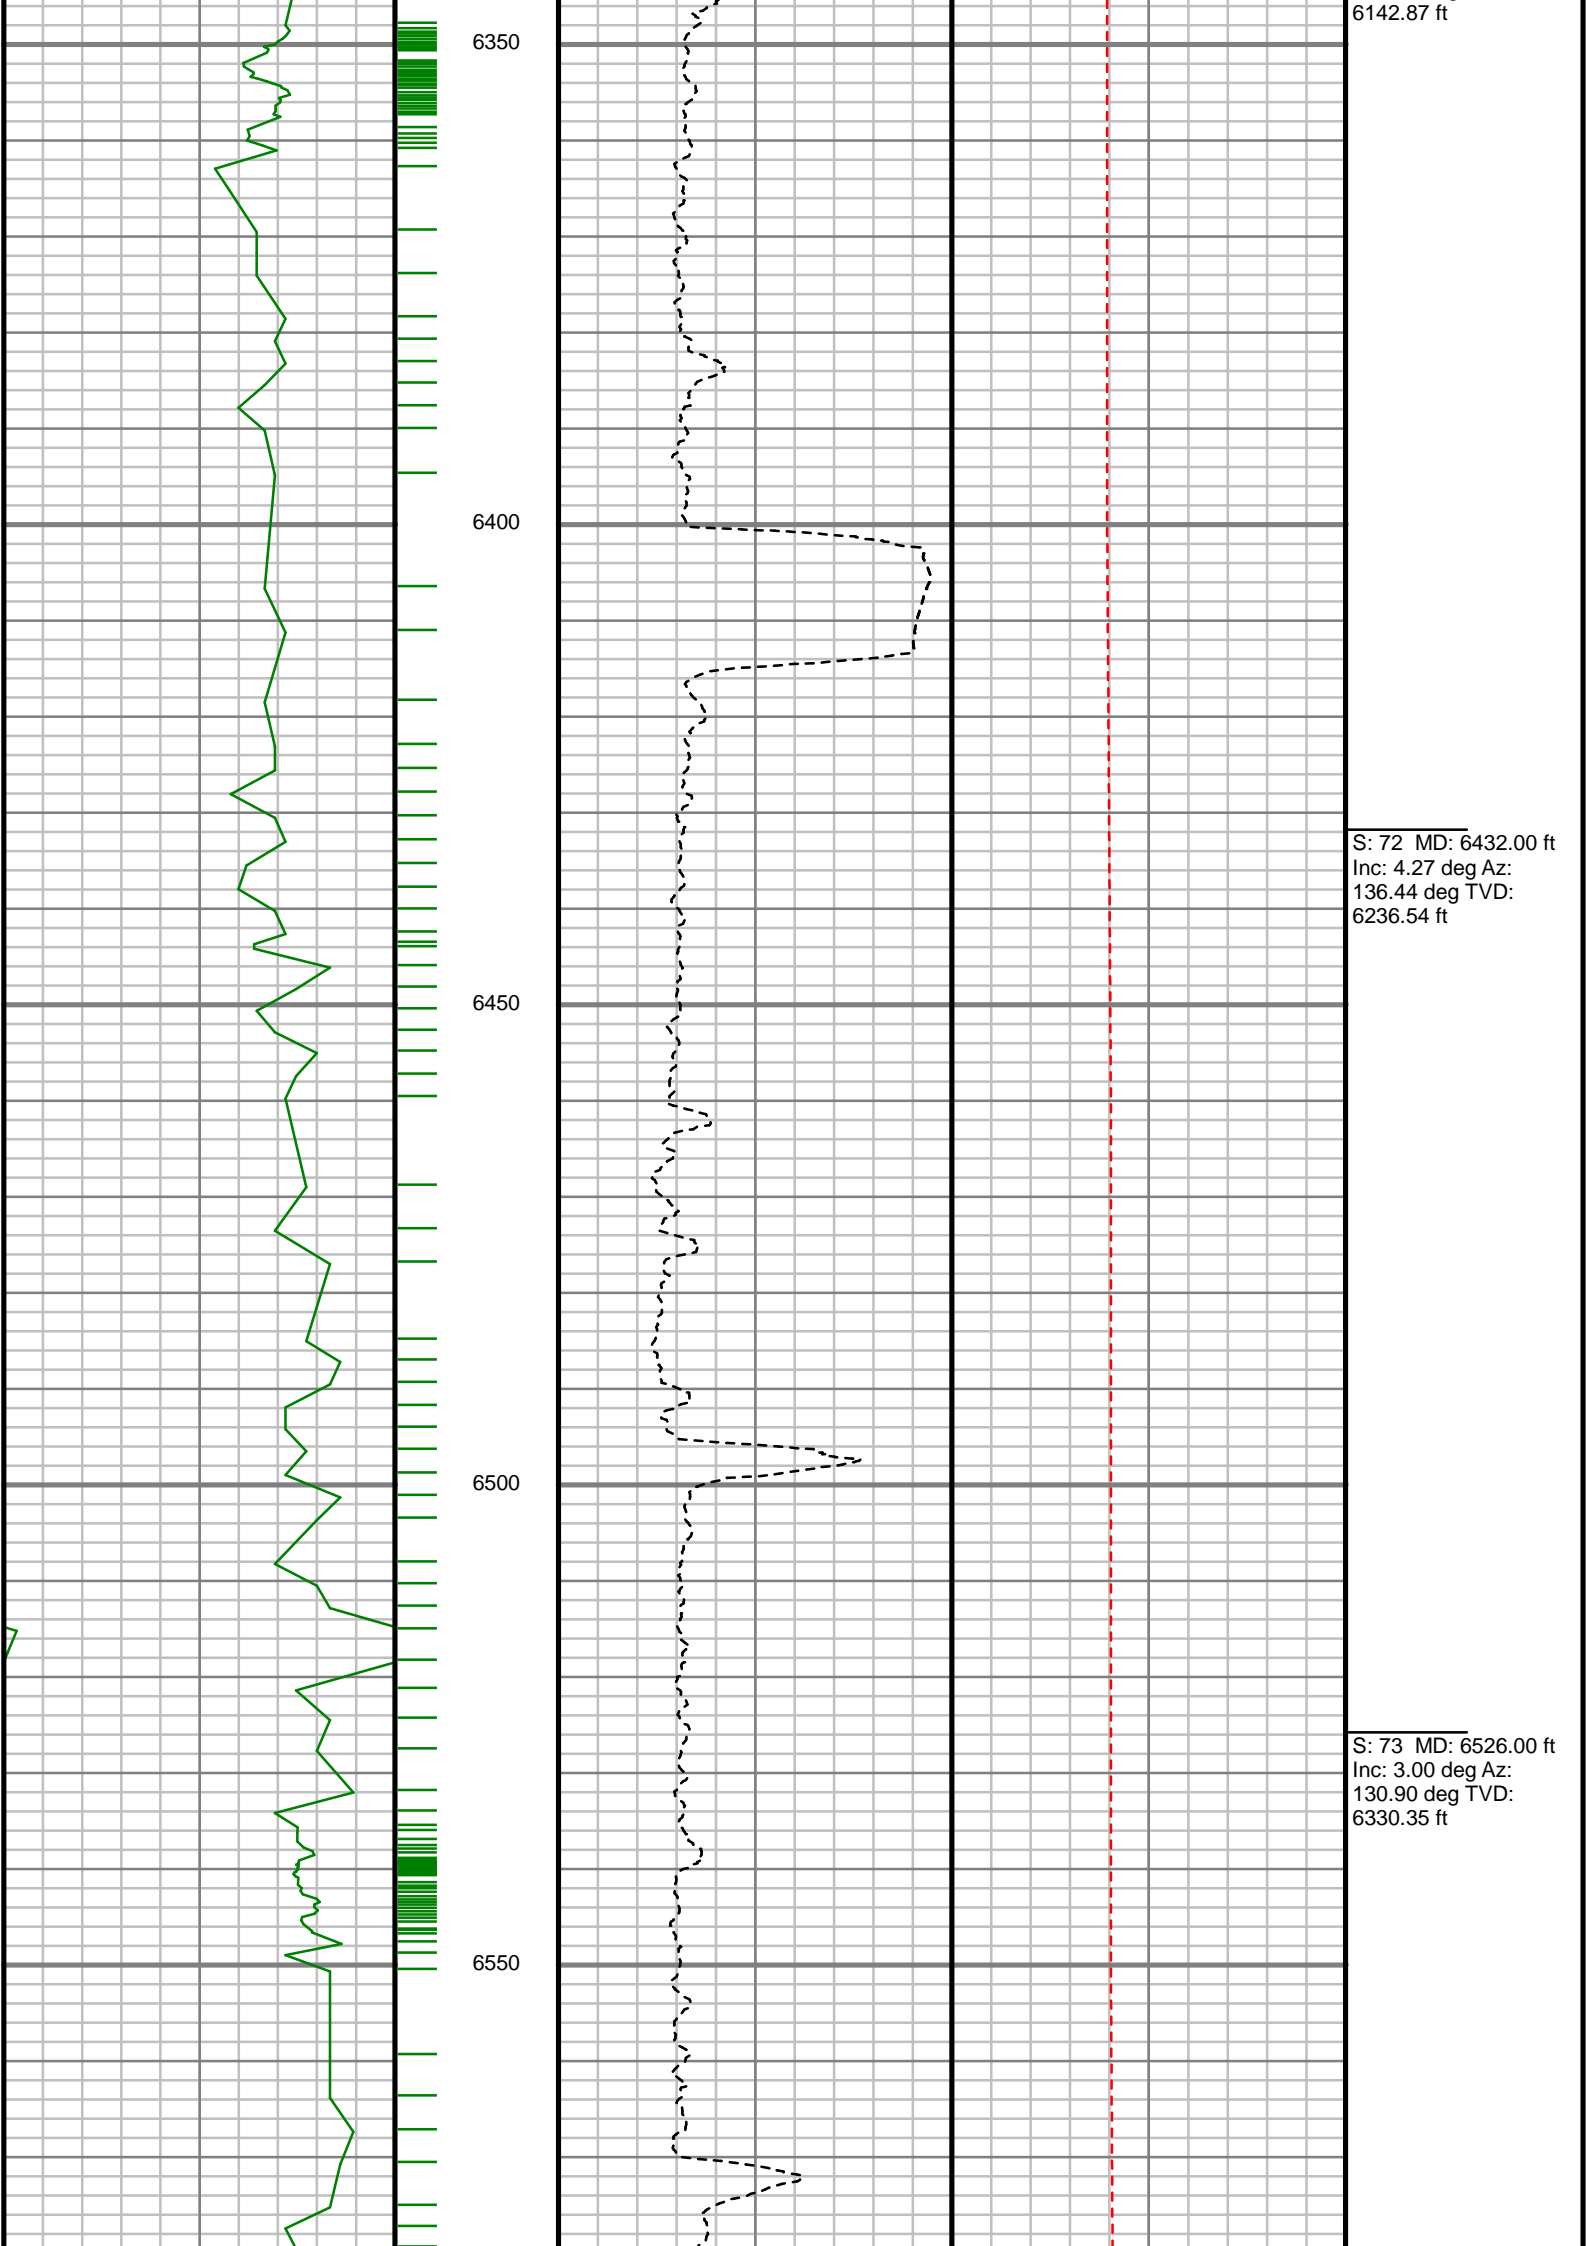 6142.87 ft
6350
6400
S: 72  MD: 6432.00 ft
Inc: 4.27 deg Az:
136.44 deg TVD:
6236.54 ft
6450
6500
S: 73  MD: 6526.00 ft
Inc: 3.00 deg Az:
130.90 deg TVD:
6330.35 ft
6550